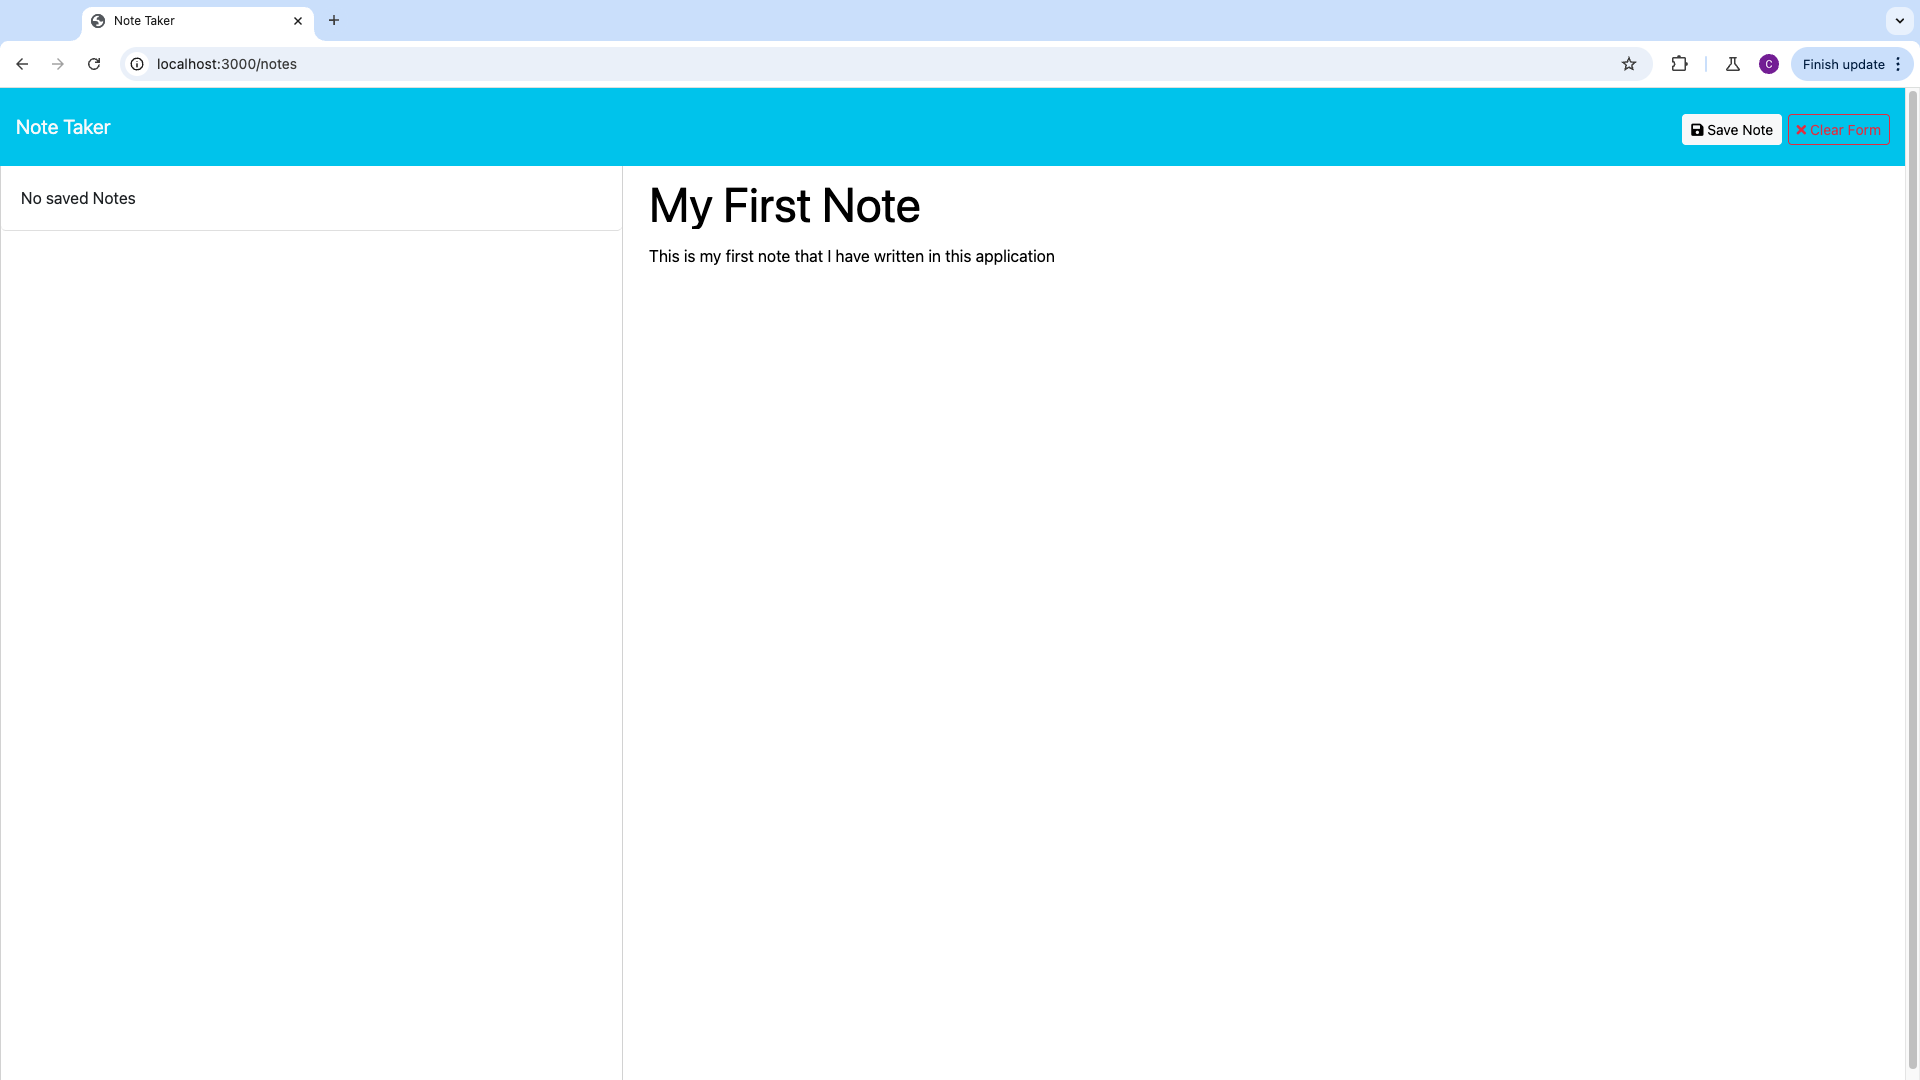 Note Taker
localhost:3000/notes
C
Finish update
Note Taker
Save Note
Clear Form
No saved Notes
My First Note
This is my first note that I have written in this application